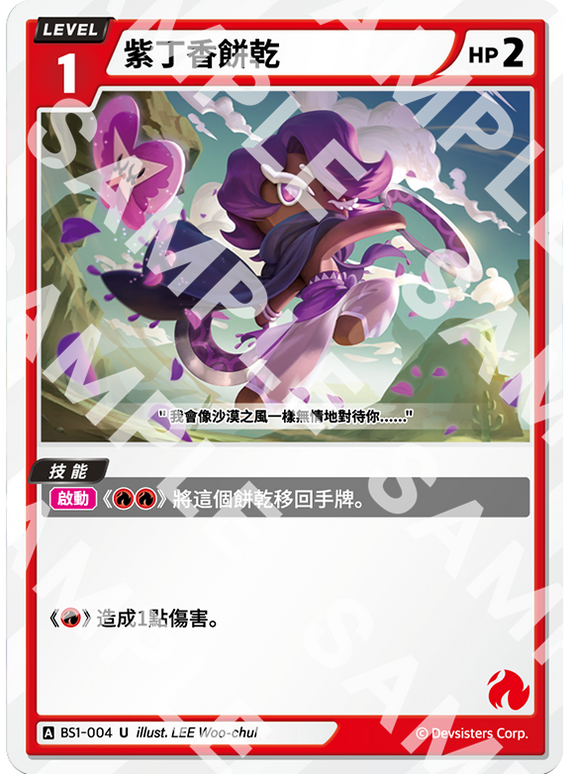 LEVEL
1
紫丁香餅乾
HP 2
"我會像沙漠之風一樣無情地對待你......"
技能
啟動 《》將這個餅乾移回手牌。
《》造成1點傷害。
A BS1-004 U illust. LEE Woo-chul
© Devsisters Corp.
SAMPLE SAMPLE SAMPLE